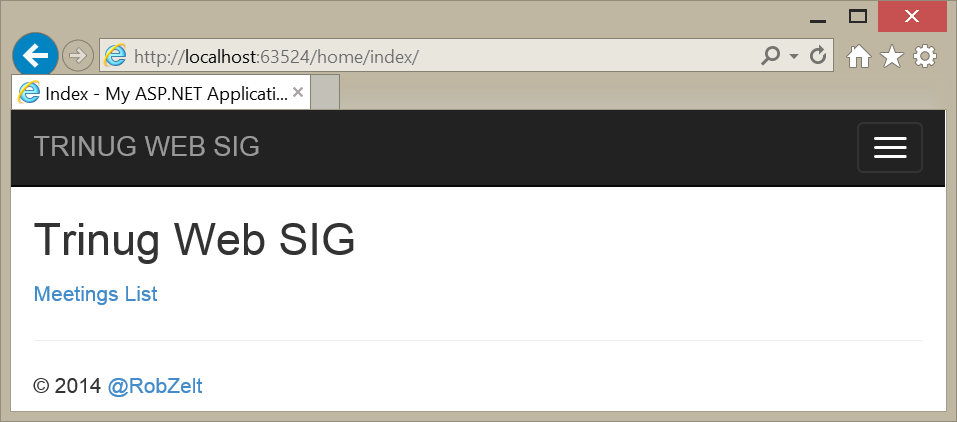 http://localhost:63524/home/index/
Index - My ASP.NET Applicati...
TRINUG WEB SIG
Trinug Web SIG
Meetings List
© 2014 @RobZelt